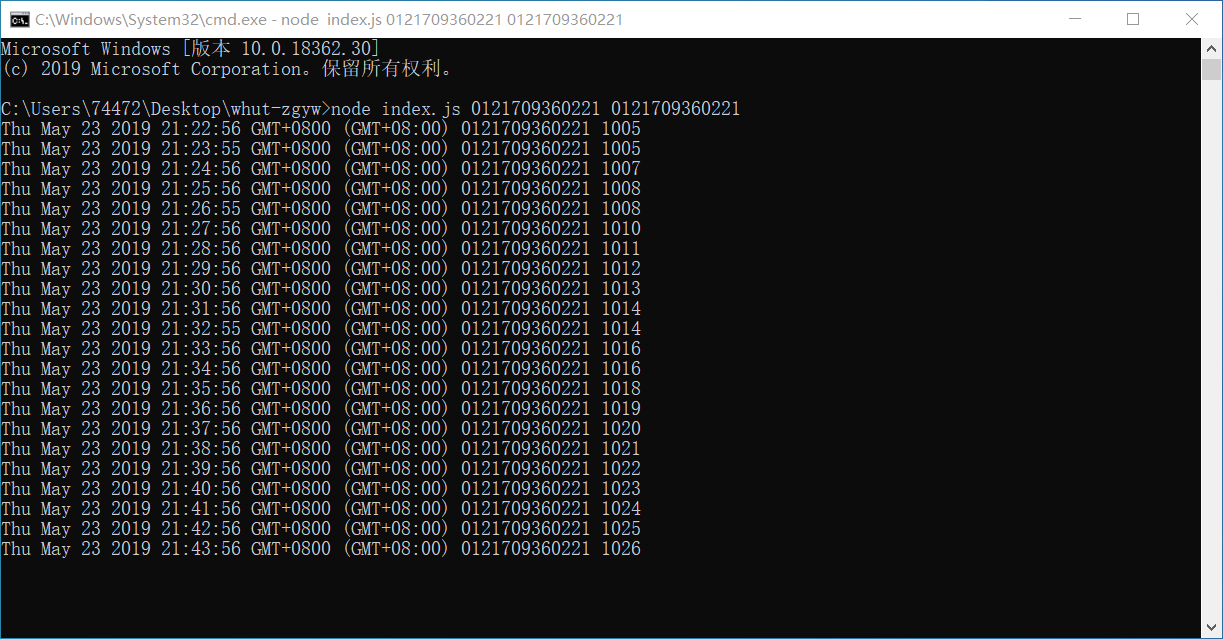 C:\Windows\System32\cmd.exe - node  index.js 0121709360221 0121709360221
Microsoft Windows [版本 10.0.18362.30]
(c) 2019 Microsoft Corporation。保留所有权利。
C:\Users\74472\Desktop\whut-zgyw>node index.js 0121709360221 0121709360221
Thu May 23 2019 21:22:56 GMT+0800 (GMT+08:00) 0121709360221 1005
Thu May 23 2019 21:23:55 GMT+0800 (GMT+08:00) 0121709360221 1005
Thu May 23 2019 21:24:56 GMT+0800 (GMT+08:00) 0121709360221 1007
Thu May 23 2019 21:25:56 GMT+0800 (GMT+08:00) 0121709360221 1008
Thu May 23 2019 21:26:55 GMT+0800 (GMT+08:00) 0121709360221 1008
Thu May 23 2019 21:27:56 GMT+0800 (GMT+08:00) 0121709360221 1010
Thu May 23 2019 21:28:56 GMT+0800 (GMT+08:00) 0121709360221 1011
Thu May 23 2019 21:29:56 GMT+0800 (GMT+08:00) 0121709360221 1012
Thu May 23 2019 21:30:56 GMT+0800 (GMT+08:00) 0121709360221 1013
Thu May 23 2019 21:31:56 GMT+0800 (GMT+08:00) 0121709360221 1014
Thu May 23 2019 21:32:55 GMT+0800 (GMT+08:00) 0121709360221 1014
Thu May 23 2019 21:33:56 GMT+0800 (GMT+08:00) 0121709360221 1016
Thu May 23 2019 21:34:56 GMT+0800 (GMT+08:00) 0121709360221 1016
Thu May 23 2019 21:35:56 GMT+0800 (GMT+08:00) 0121709360221 1018
Thu May 23 2019 21:36:56 GMT+0800 (GMT+08:00) 0121709360221 1019
Thu May 23 2019 21:37:56 GMT+0800 (GMT+08:00) 0121709360221 1020
Thu May 23 2019 21:38:56 GMT+0800 (GMT+08:00) 0121709360221 1021
Thu May 23 2019 21:39:56 GMT+0800 (GMT+08:00) 0121709360221 1022
Thu May 23 2019 21:40:56 GMT+0800 (GMT+08:00) 0121709360221 1023
Thu May 23 2019 21:41:56 GMT+0800 (GMT+08:00) 0121709360221 1024
Thu May 23 2019 21:42:56 GMT+0800 (GMT+08:00) 0121709360221 1025
Thu May 23 2019 21:43:56 GMT+0800 (GMT+08:00) 0121709360221 1026